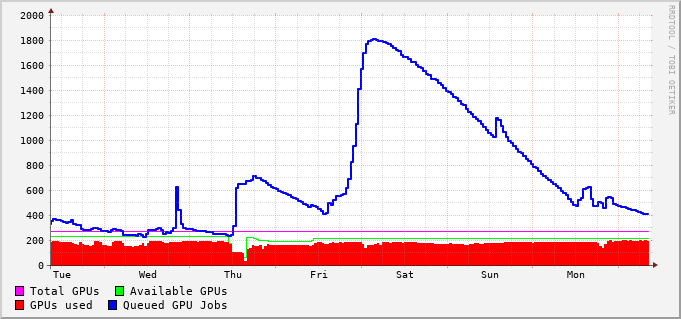 2000
1800
1600
1400
1200
1000
800
600
400
200
0
Tue Wed Thu Fri Sat Sun Mon
Total GPUs Available GPUs
GPUs used Queued GPU Jobs
RRDTOOL / TOBI OETIKER